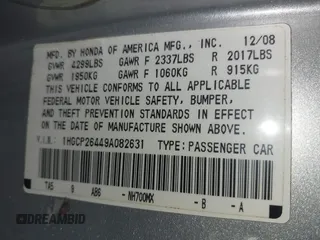 MFD. BY HONDA OF AMERICA MFG., INC. 12/08
GVWR 4299LBS GAWR F 2337LBS R 2017LBS
GVWR 1950KG GAWR F 1060KG R 915KG
THIS VEHICLE CONFORMS TO ALL APPLICABLE
FEDERAL MOTOR VEHICLE SAFETY, BUMPER,
AND THEFT PREVENTION STANDARDS IN EFFECT
ON THE DATE OF MANUFACTURE SHOWN ABOVE.
V.I.N.: 1HGCP26449A082631 TYPE:PASSENGER CAR
TA5 9 AB6 -NH700MX -B -A
DREAMBID